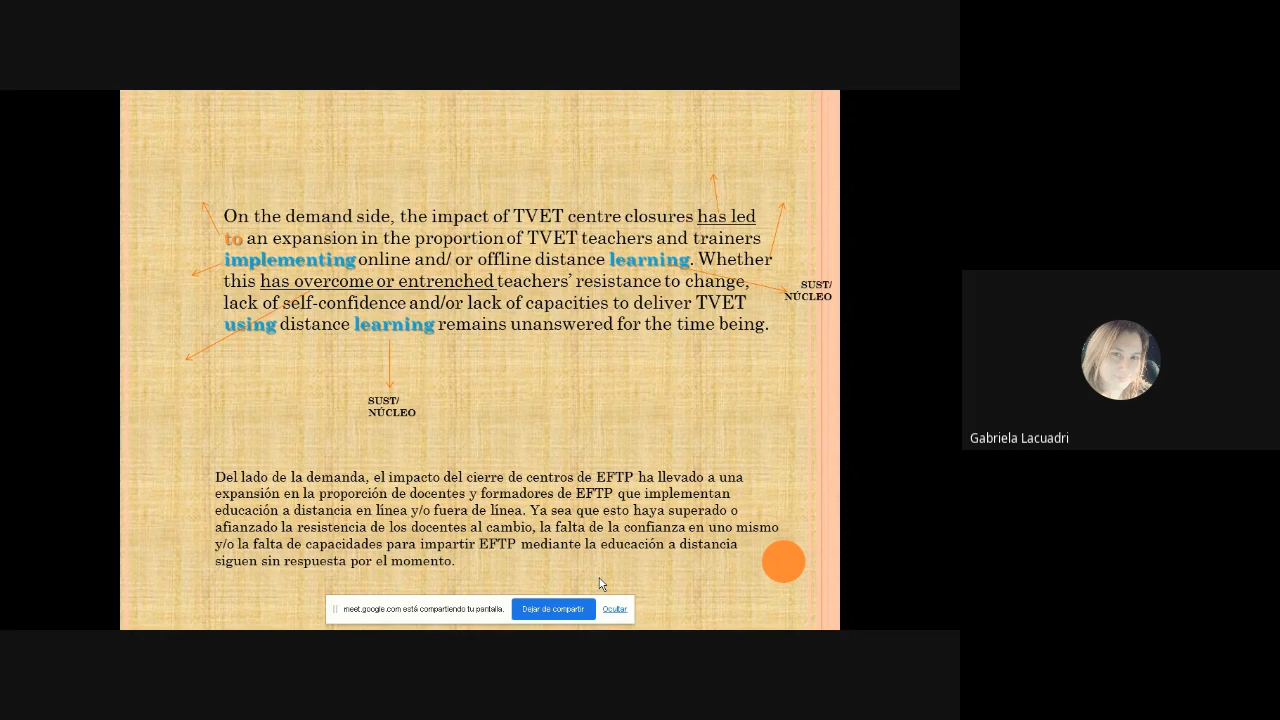 On the demand side, the impact of TVET centre closures has led
to an expansion in the proportion of TVET teachers and trainers
implementing online and/ or offline distance learning. Whether
this has overcome or entrenched teachers' resistance to change,
lack of self-confidence and/or lack of capacities to deliver TVET
using distance learning remains unanswered for the time being.
SUST/
NÚCLEO
SUST/
NÚCLEO
Del lado de la demanda, el impacto del cierre de centros de EFTP ha llevado a una
expansión en la proporción de docentes y formadores de EFTP que implementan
educación a distancia en línea y/o fuera de línea. Ya sea que esto haya superado o
afianzado la resistencia de los docentes al cambio, la falta de la confianza en uno mismo
y/o la falta de capacidades para impartir EFTP mediante la educación a distancia
siguen sin respuesta por el momento.
meet.google.com está compartiendo tu pantalla.
Dejar de compartir
Ocultar
Gabriela Lacuadri